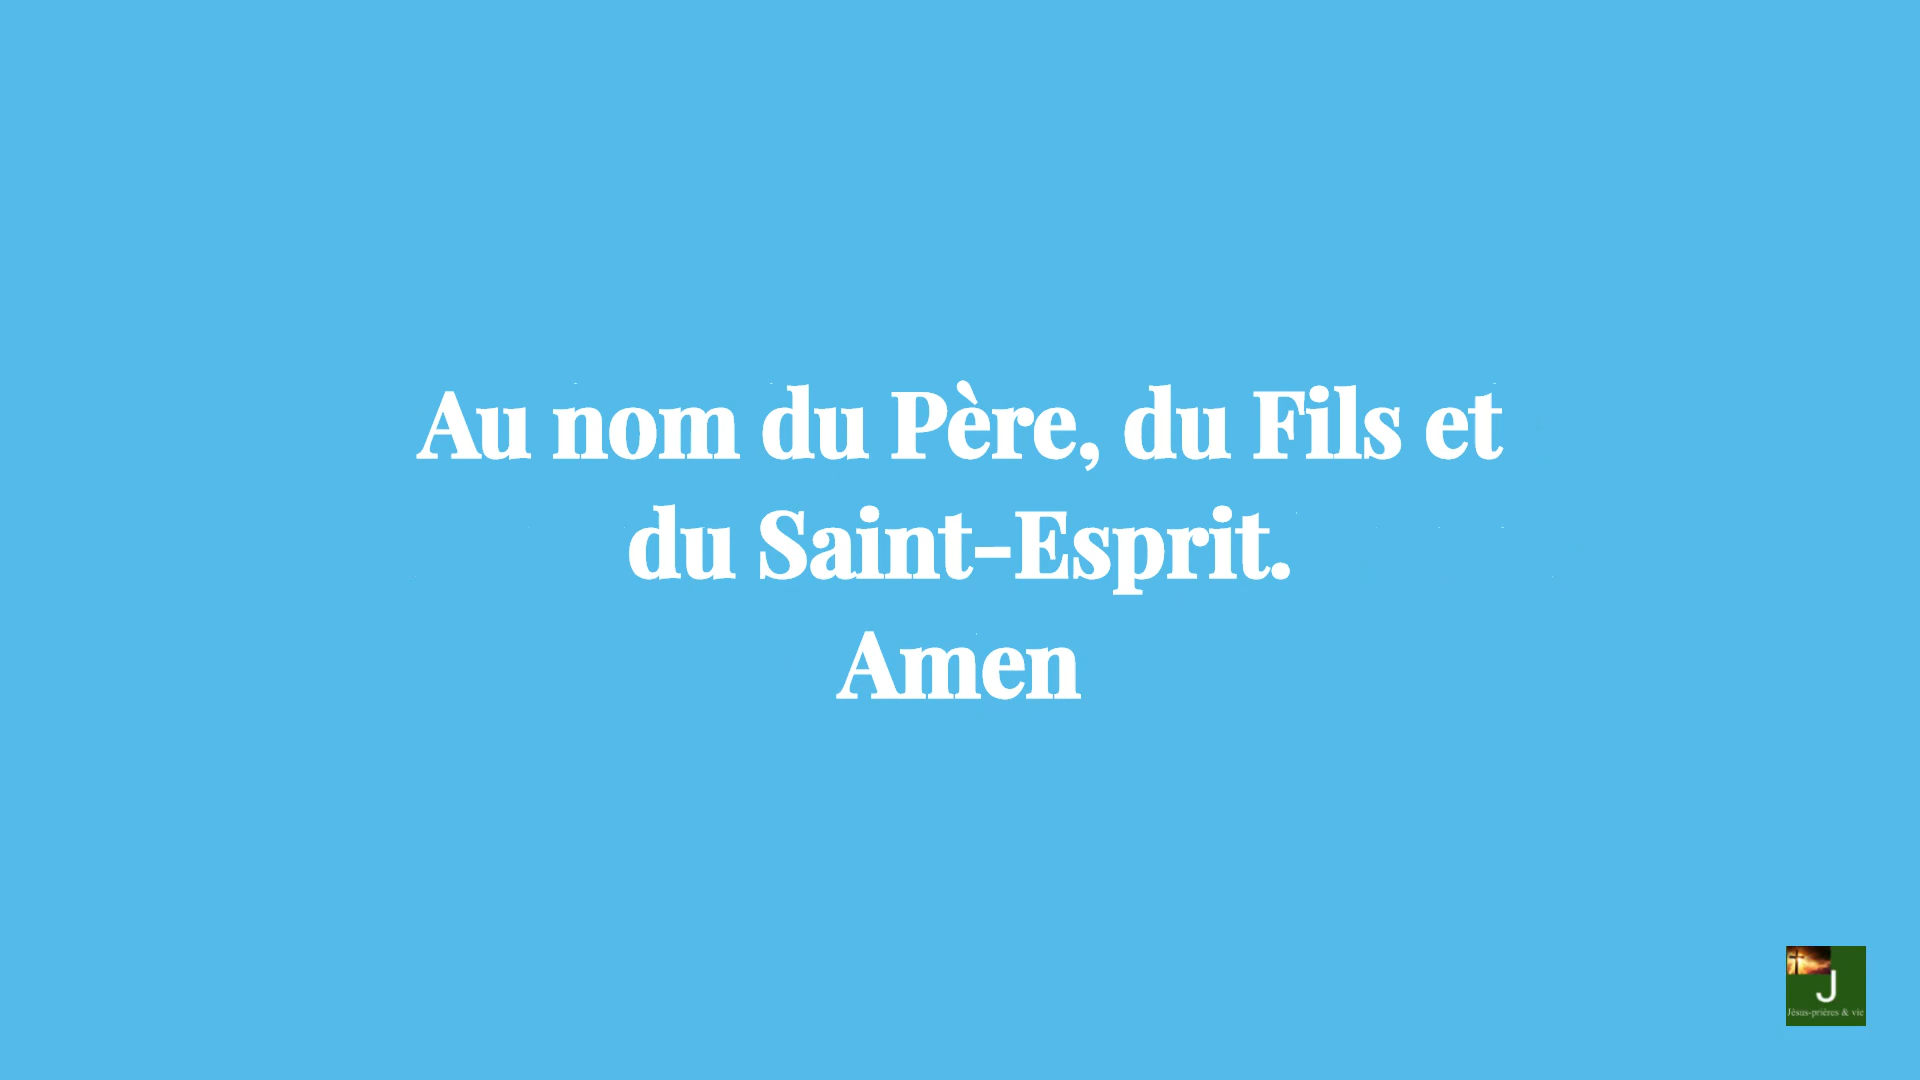 Au nom du Père, du Fils et
du Saint-Esprit.
Amen
J
Jésus-prières & vie